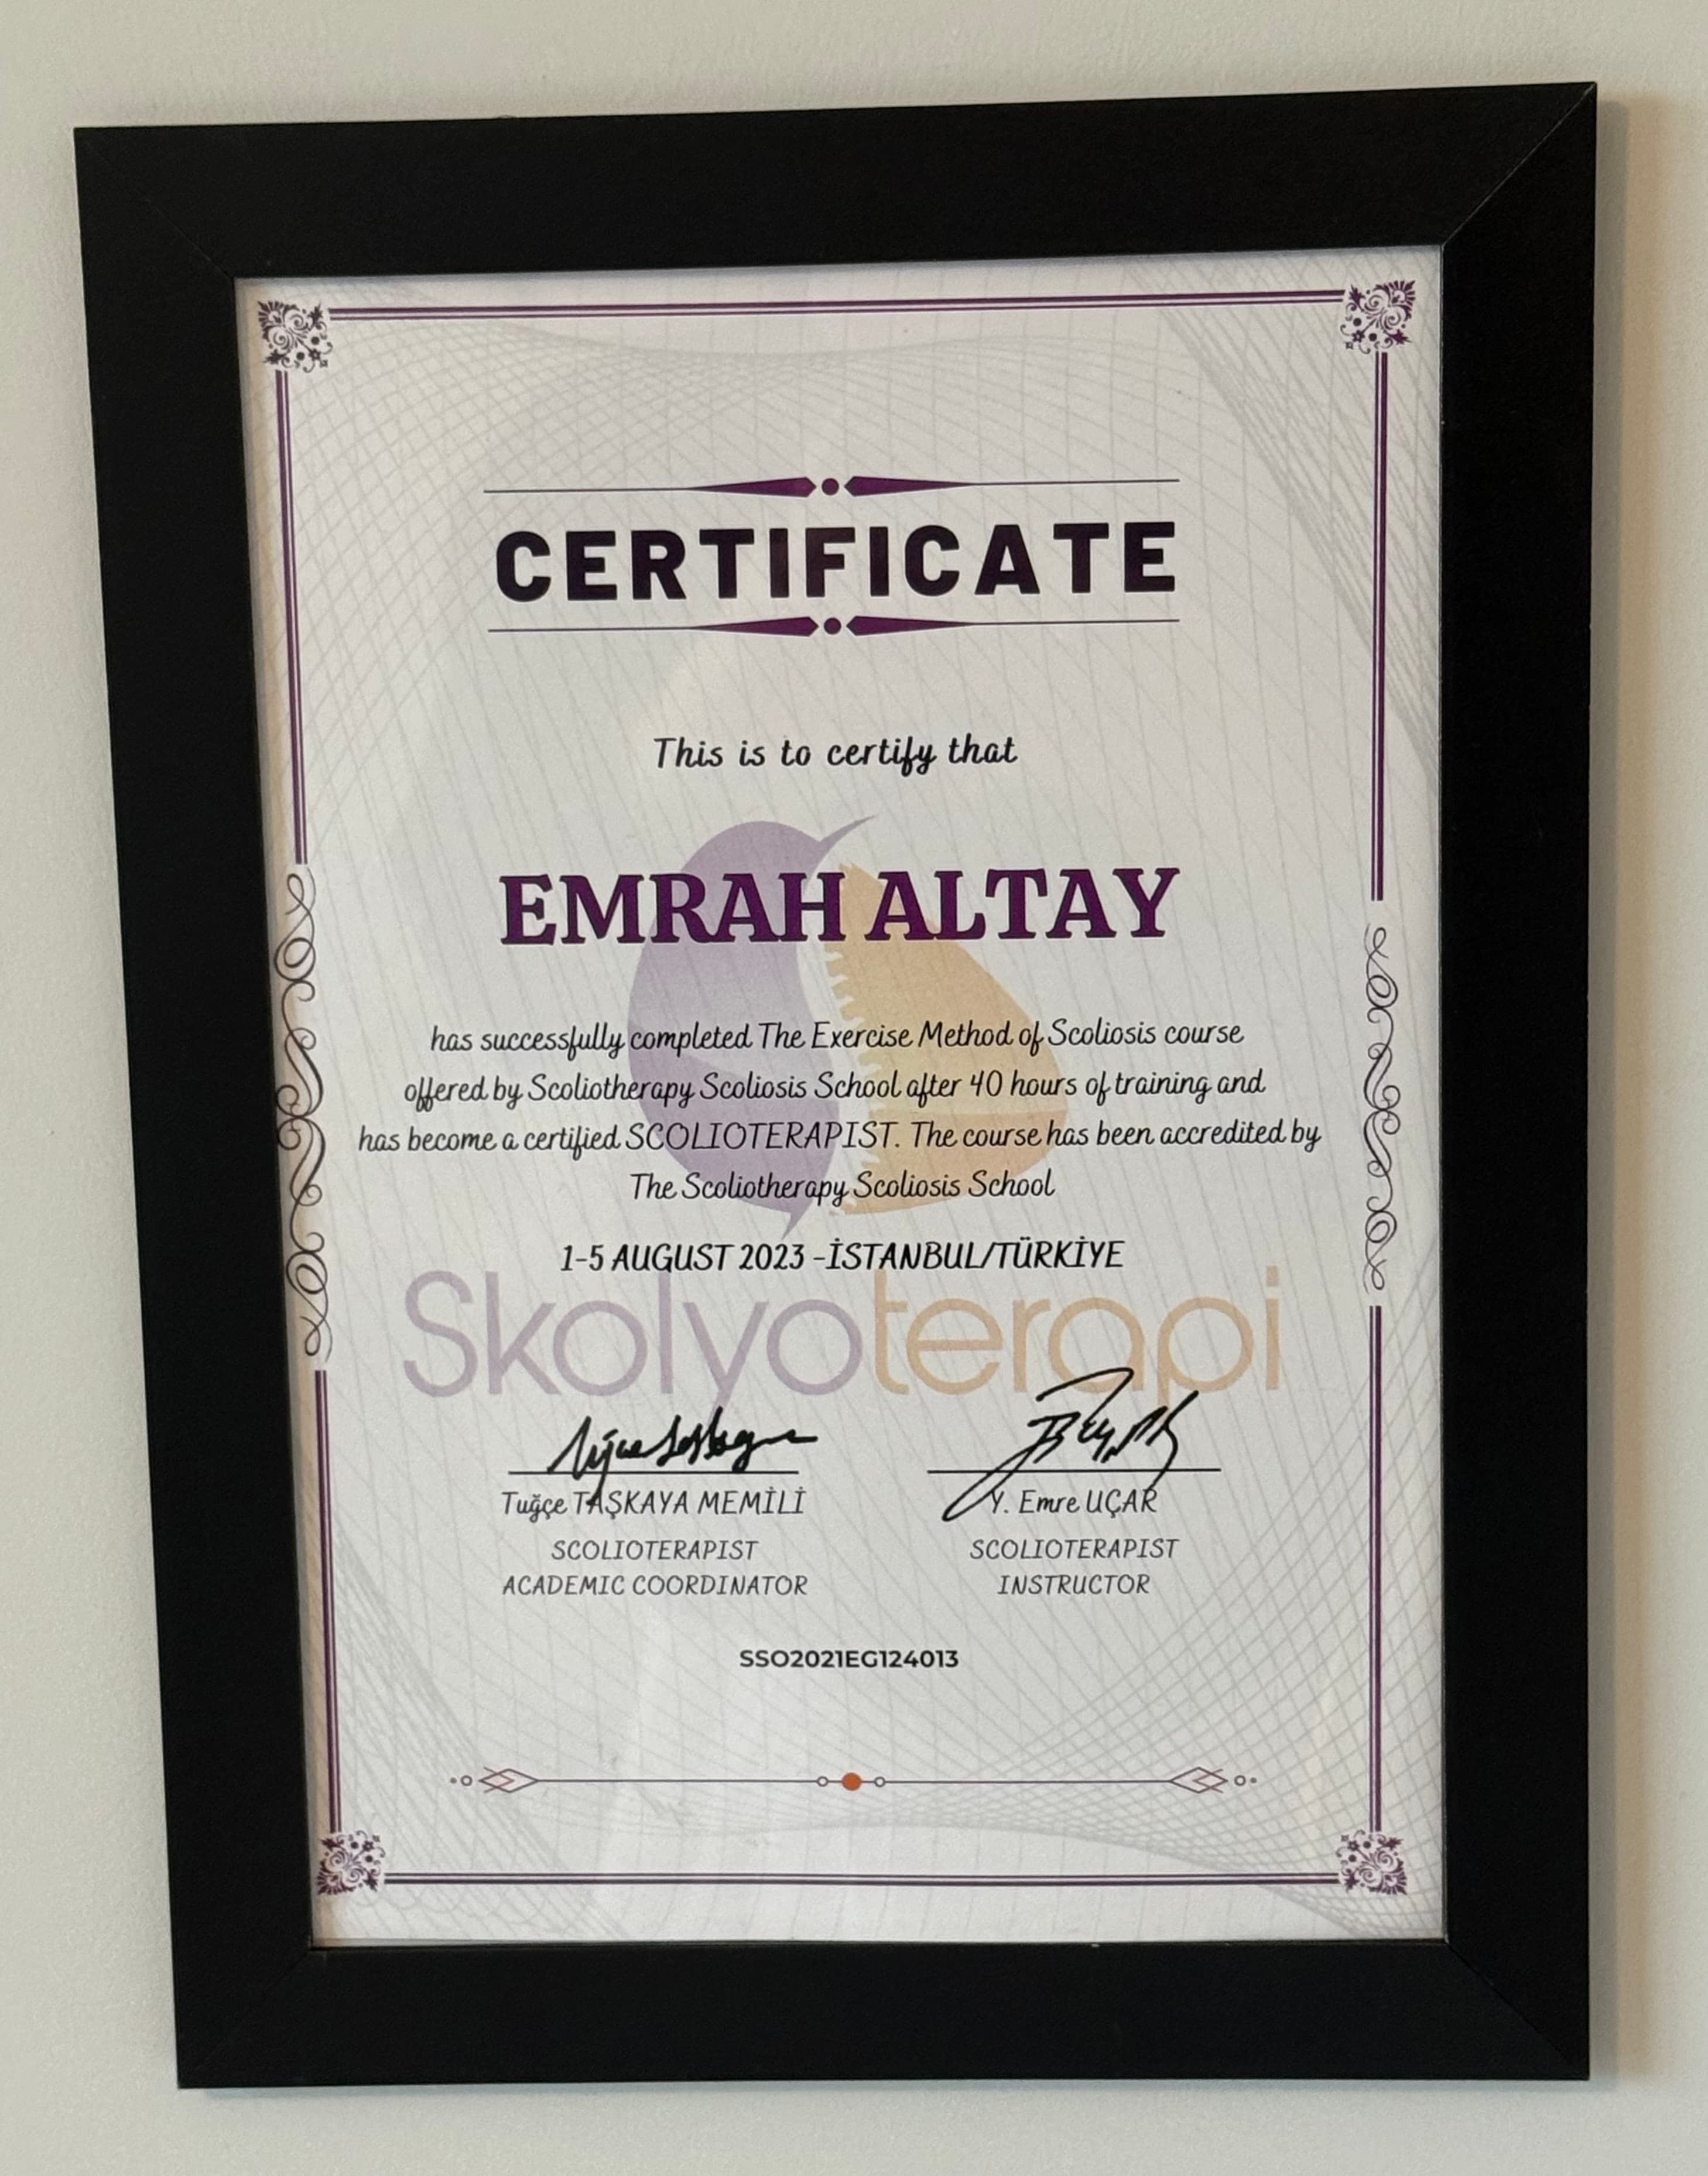 CERTIFICATE
This is to certify that
EMRAH ALTAY
has successfully completed The Exercise Method of Scoliosis course
offered by Scoliotherapy Scoliosis School after 40 hours of training and
has become a certified SCOLIOTERAPIST. The course has been accredited by
The Scoliotherapy Scoliosis School
1-5 AUGUST 2023 -İSTANBUL/TÜRKİYE
Skolyoterapi
Tuğçe TAŞKAYA MEMİLİ
SCOLIOTERAPIST
ACADEMIC COORDINATOR
Y. Emre UÇAR
SCOLIOTERAPIST
INSTRUCTOR
SSO2021EG124013